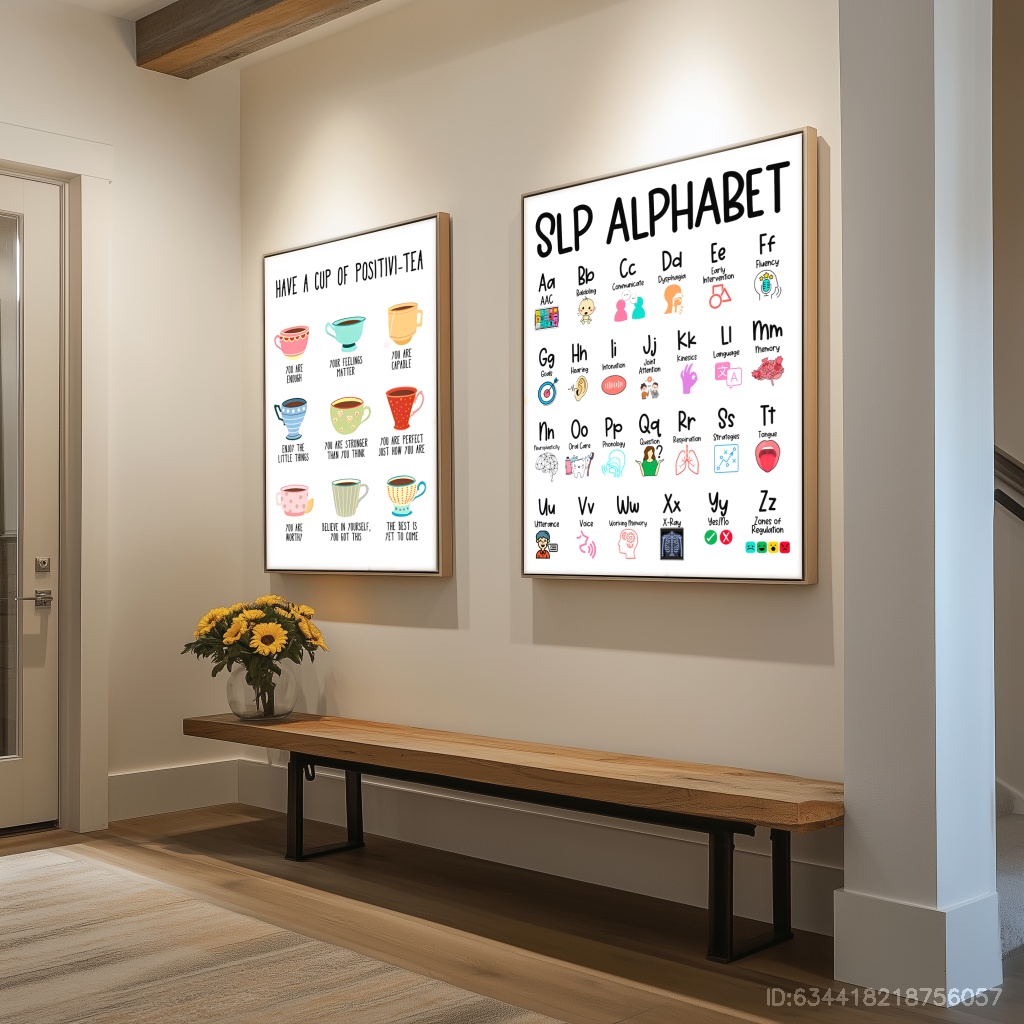 HAVE A CUP OF POSITIVI-TEA
YOU ARE
ENOUGH
YOUR FEELINGS
MATTER
YOU ARE
CAPABLE
ENJOY THE
LITTLE THINGS
YOU ARE STRONGER
THAN YOU THINK
YOU ARE PERFECT
JUST HOW YOU ARE
YOU ARE
WORTHY
BELIEVE IN YOURSELF,
YOU GOT THIS
THE BEST IS
YET TO COME
SLP ALPHABET
Aa
AAC
Bb
Babbling
Cc
Communicate
Dd
Dysphagia
Ee
Early
Intervention
Ff
Fluency
Gg
Goals
Hh
Hearing
Ii
Intonation
Jj
Joint
Attention
Kk
Kinesics
Ll
Language
Mm
Memory
Nn
Neuroplasticity
Oo
Oral Care
Pp
Phonology
Qq
Question
Rr
Respiration
Ss
Strategies
Tt
Tongue
Uu
Utterance
Vv
Voice
Ww
Working Memory
Xx
X-Ray
Yy
Yes/No
Zz
Zones of
Regulation
ID:634418218756057